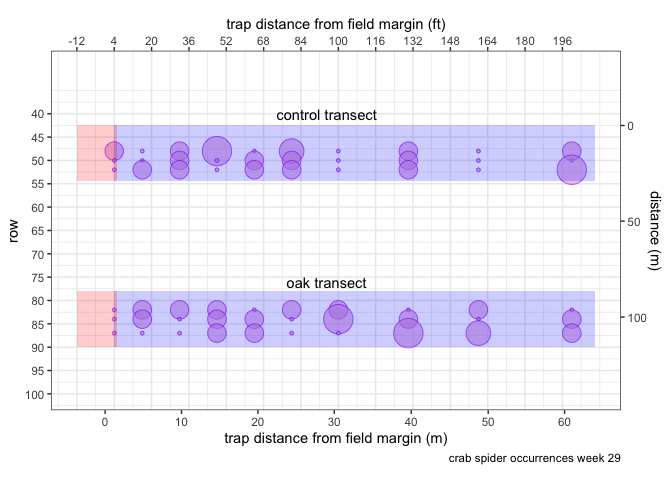 trap distance from field margin (ft)
-12 4 20 36 52 68 84 100 116 132 148 164 180 196
control transect
40
45
50
55
60
65
70
75
80
85
90
95
100
row
0
50
100
distance (m)
oak transect
0 10 20 30 40 50 60
trap distance from field margin (m)
crab spider occurrences week 29